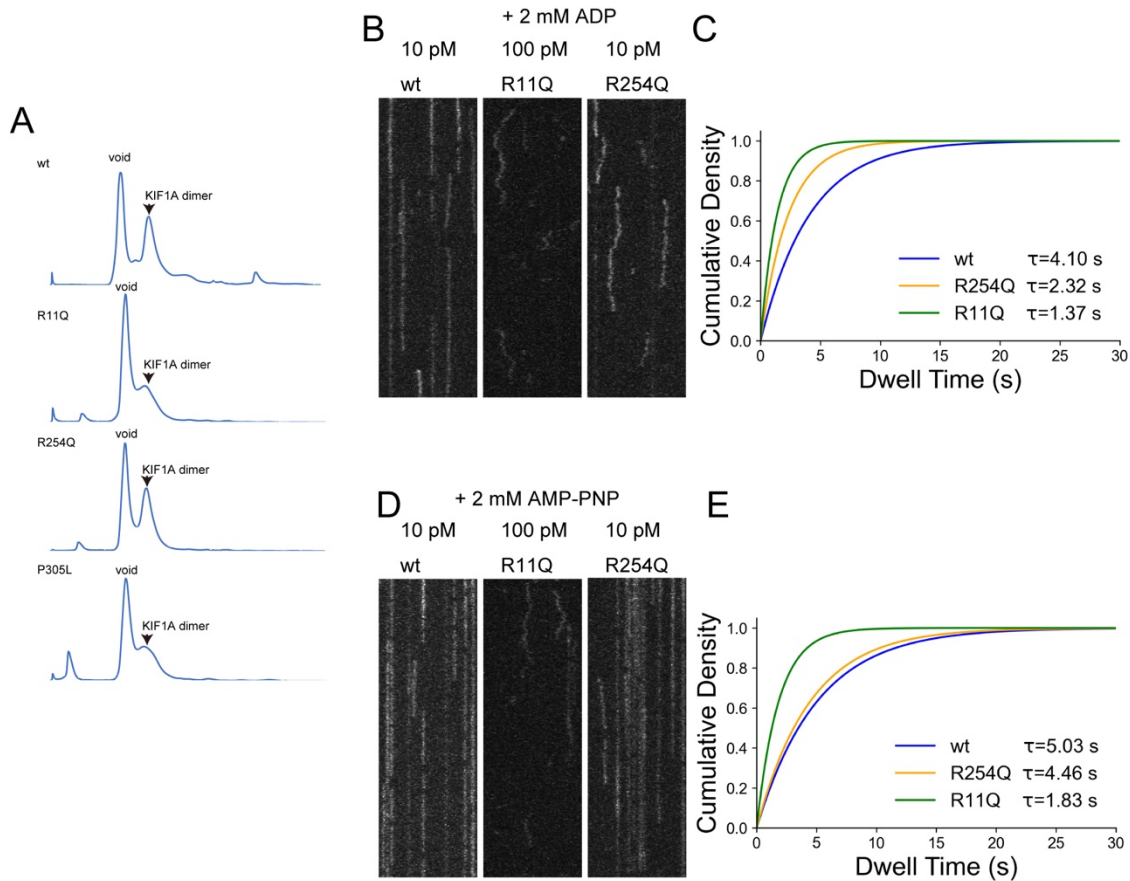 A
wt
void
KIF1A dimer
R11Q
void
KIF1A dimer
R254Q
void
KIF1A dimer
P305L
void
KIF1A dimer
B
+ 2 mM ADP
10 pM 100 pM 10 pM
wt R11Q R254Q
C
Cumulative Density
1.0
0.8
0.6
0.4
0.2
0.0
wt τ=4.10 s
R254Q τ=2.32 s
R11Q τ=1.37 s
0 5 10 15 20 25 30
Dwell Time (s)
D
+ 2 mM AMP-PNP
10 pM 100 pM 10 pM
wt R11Q R254Q
E
Cumulative Density
1.0
0.8
0.6
0.4
0.2
0.0
wt τ=5.03 s
R254Q τ=4.46 s
R11Q τ=1.83 s
0 5 10 15 20 25 30
Dwell Time (s)